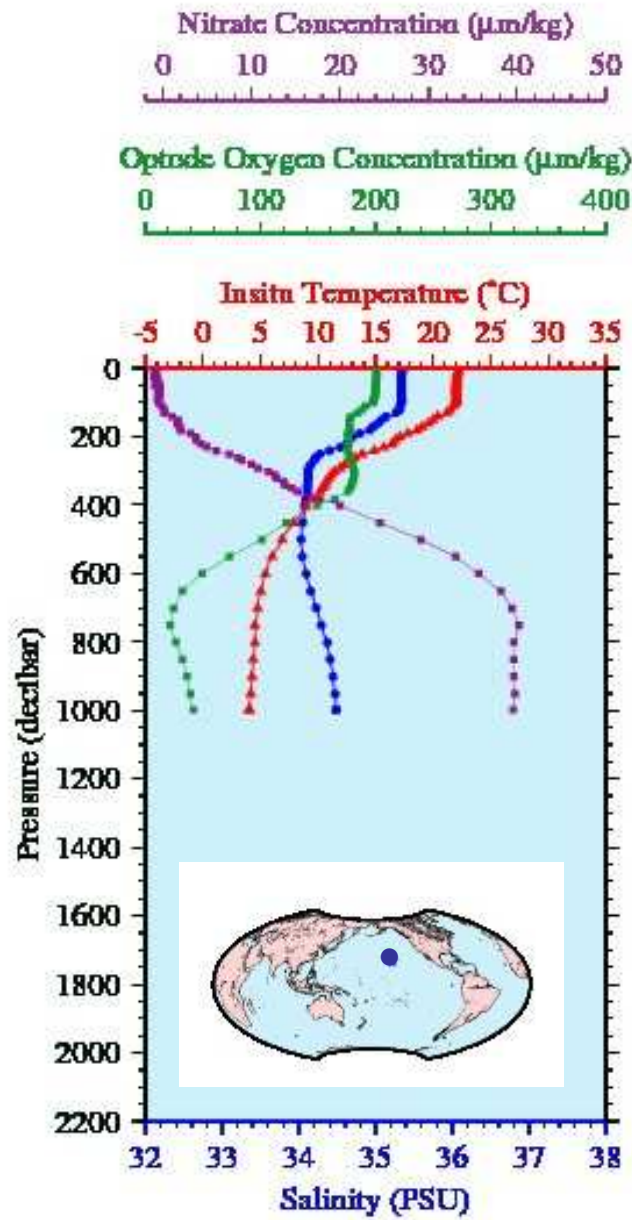 Nitrate Concentration (μm/kg)
0 10 20 30 40 50
Optode Oxygen Concentration (μm/kg)
0 100 200 300 400
Insitu Temperature (°C)
-5 0 5 10 15 20 25 30 35
0
200
400
600
800
1000
1200
1400
1600
1800
2000
2200
Pressure (decibar)
32 33 34 35 36 37 38
Salinity (PSU)